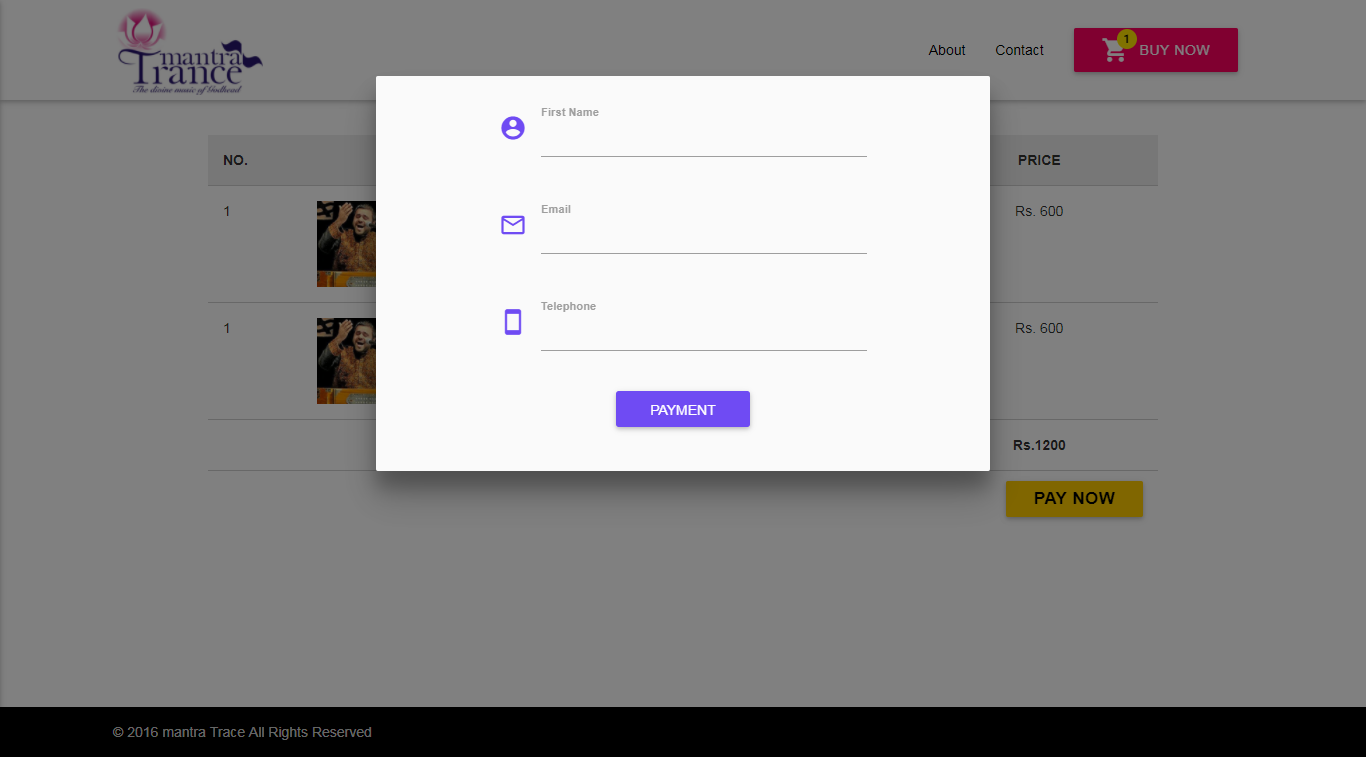 mantra
Trance
The divine music of Godhead
About
Contact
1
BUY NOW
NO.
PRICE
1
Rs. 600
1
Rs. 600
Rs.1200
PAY NOW
First Name
Email
Telephone
PAYMENT
© 2016 mantra Trace All Rights Reserved